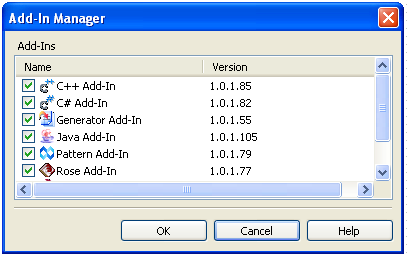 Add-In Manager
Add-Ins
Name Version
C++ Add-In 1.0.1.85
C# Add-In 1.0.1.82
Generator Add-In 1.0.1.55
Java Add-In 1.0.1.105
Pattern Add-In 1.0.1.79
Rose Add-In 1.0.1.77
OK Cancel Help